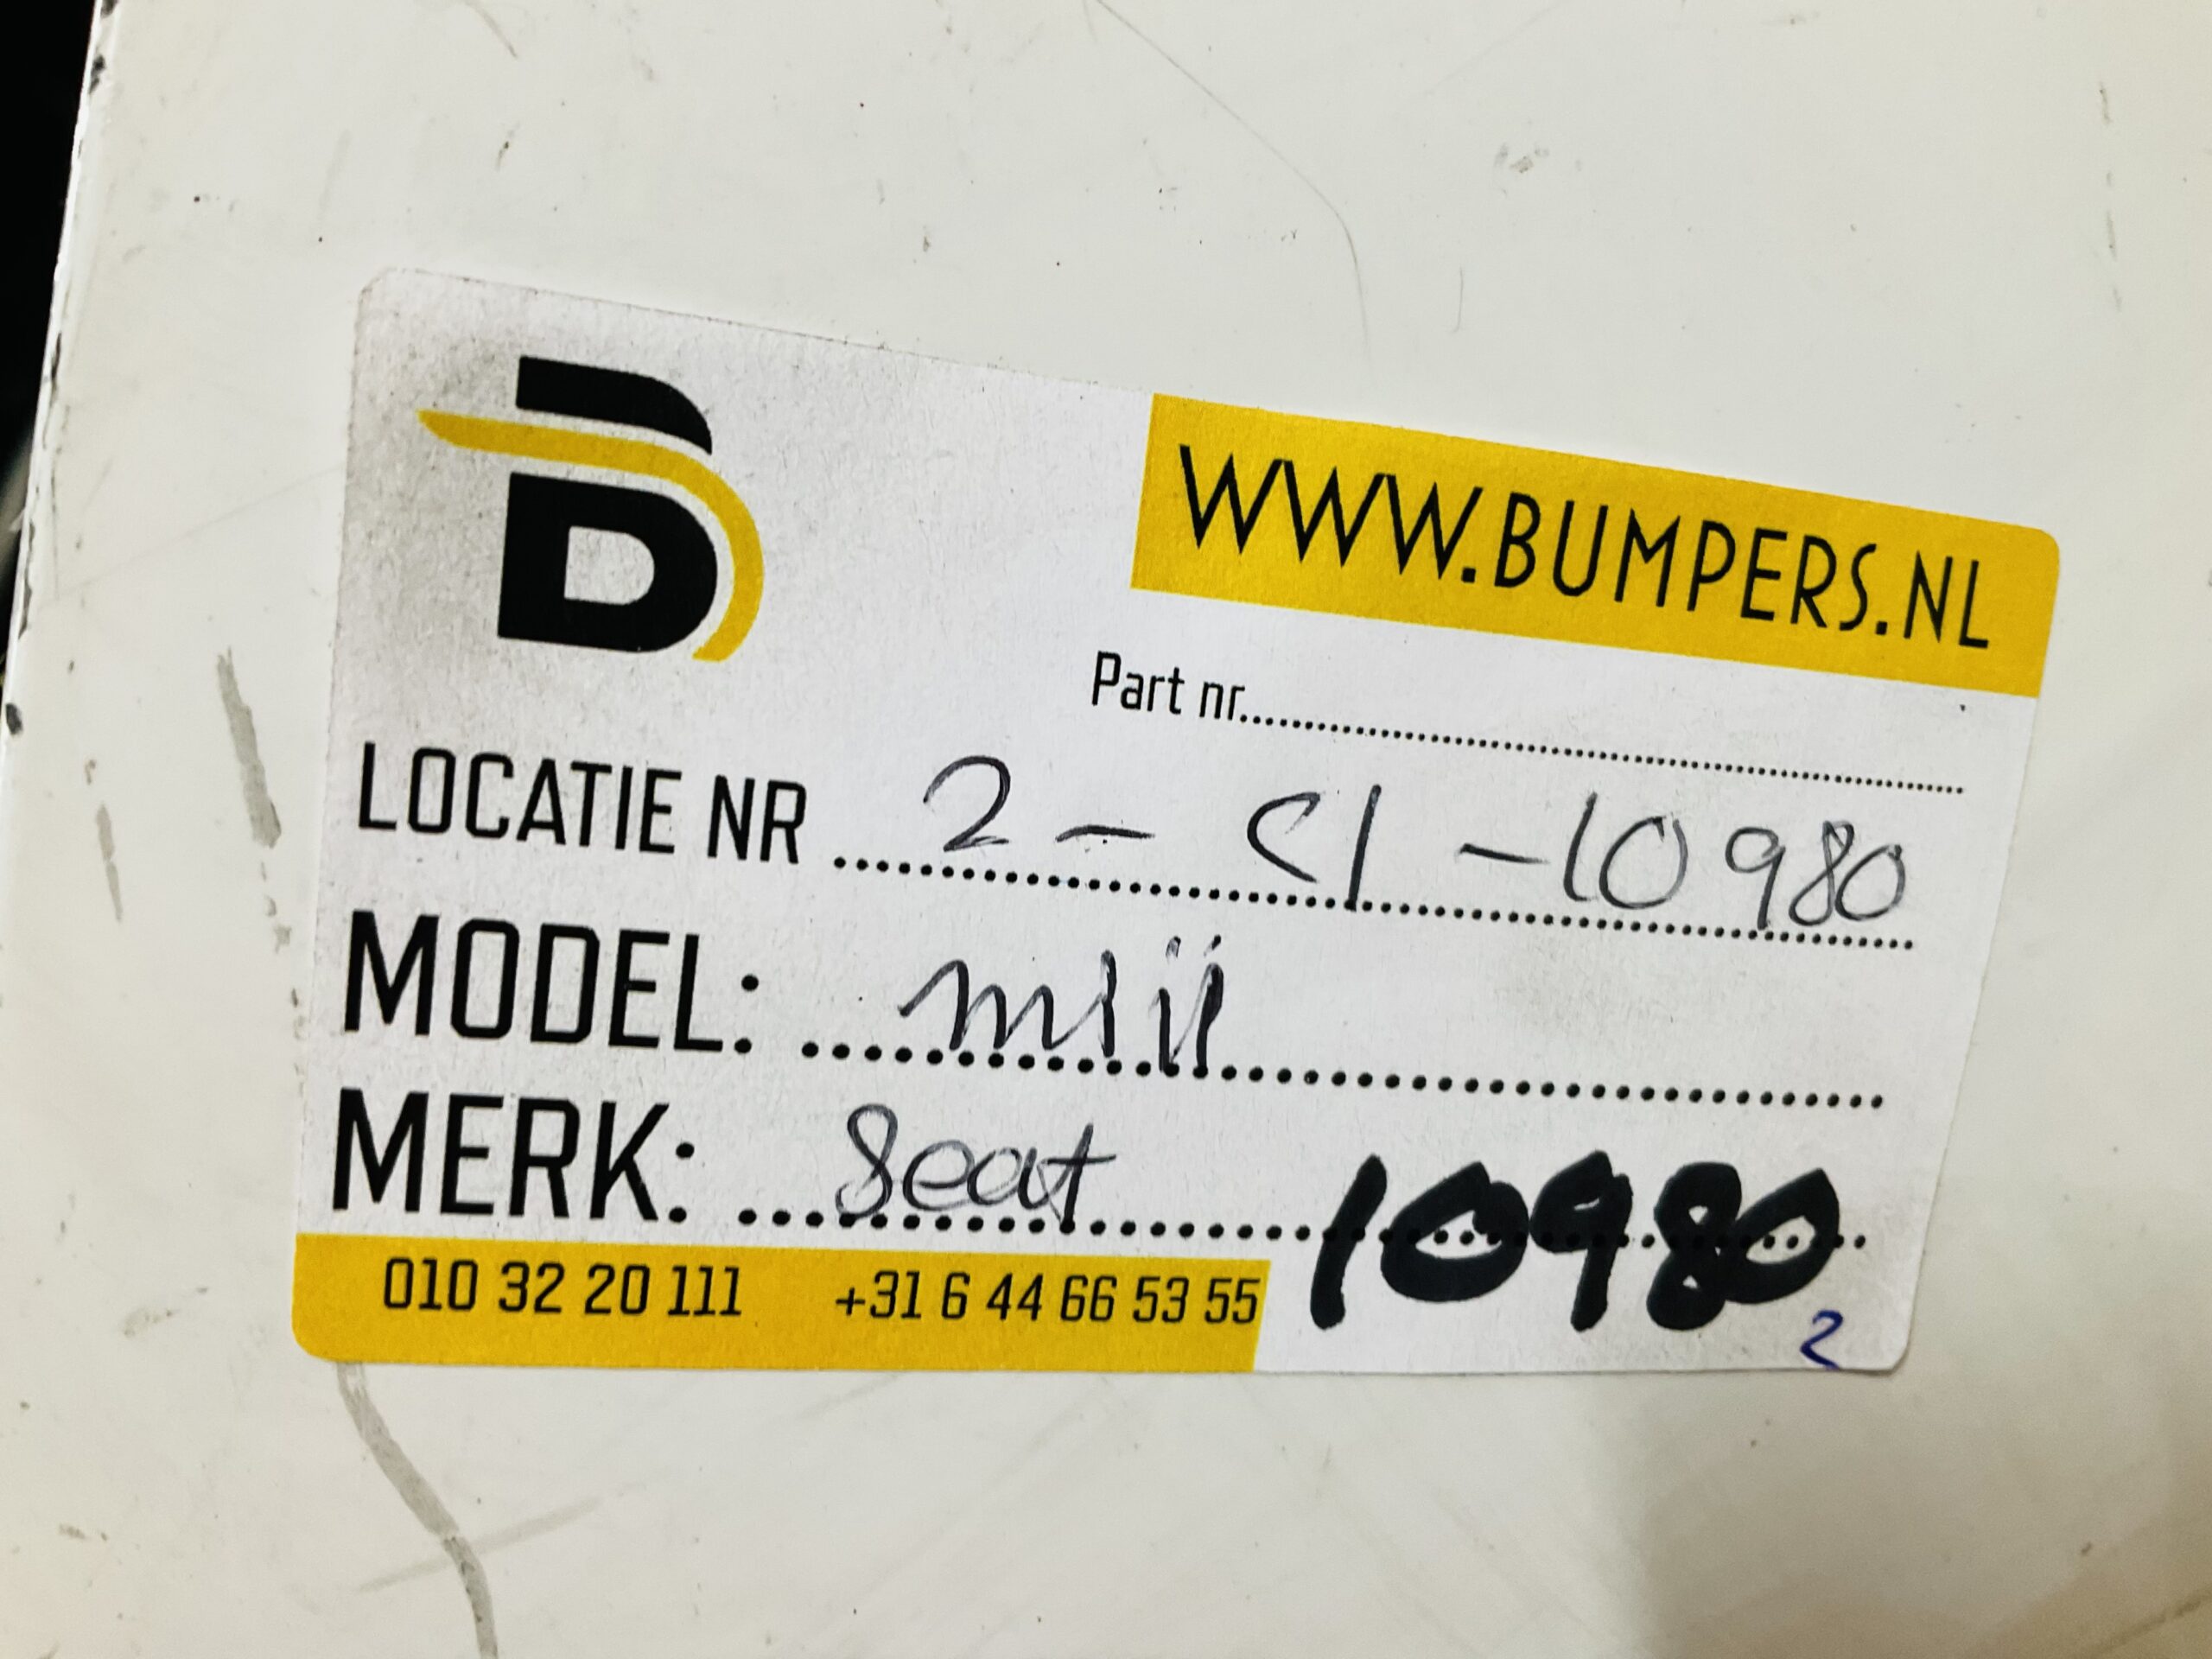 B
WWW.BUMPERS.NL
Part nr.........................................................
LOCATIE NR ........ 2 - C1 - 10980
MODEL: ........ mii
MERK: ........ Seat
10980
010 32 20 111 +31 6 44 66 53 55
2